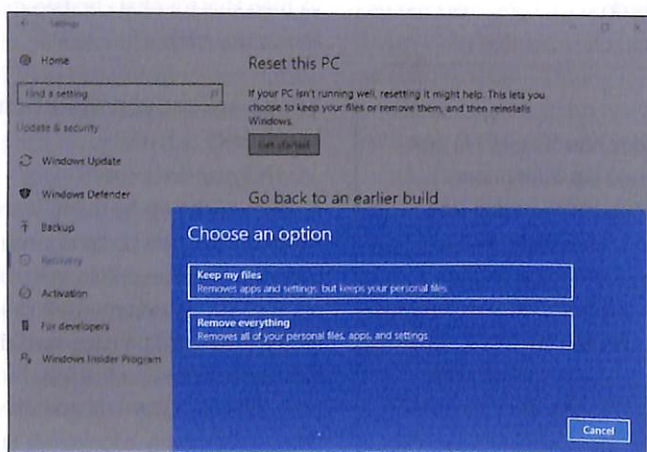 Settings
Home
Find a setting
Update & security
Windows Update
Windows Defender
Backup
Recovery
Activation
For developers
Windows Insider Program
Reset this PC
If your PC isn't running well, resetting it might help. This lets you
choose to keep your files or remove them, and then reinstalls
Windows.
Get started
Go back to an earlier build
Choose an option
Keep my files
Removes apps and settings, but keeps your personal files.
Remove everything
Removes all of your personal files, apps, and settings.
Cancel